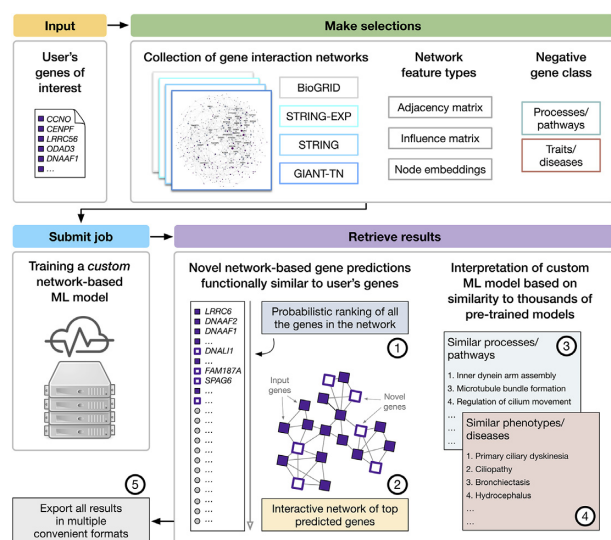 Input
Make selections
User's
genes of
interest
CCNO
CENPF
LRRC56
ODAD3
DNAAF1
...
Collection of gene interaction networks
BioGRID
STRING-EXP
STRING
GIANT-TN
Network
feature types
Adjacency matrix
Influence matrix
Node embeddings
Negative
gene class
Processes/
pathways
Traits/
diseases
Submit job
Retrieve results
Training a custom
network-based
ML model
Novel network-based gene predictions
functionally similar to user's genes
LRRC6
DNAAF2
DNAAF1
...
DNALI1
...
FAM187A
SPAG6
...
...
...
...
...
...
...
...
...
...
Probabilistic ranking of all
the genes in the network
1
Input
genes
Novel
genes
2
Interactive network of top
predicted genes
Interpretation of custom
ML model based on
similarity to thousands of
pre-trained models
Similar processes/
pathways
3
1. Inner dynein arm assembly
3. Microtubule bundle formation
4. Regulation of cilium movement
...
...
...
Similar phenotypes/
diseases
1. Primary ciliary dyskinesia
2. Ciliopathy
3. Bronchiectasis
4. Hydrocephalus
...
...
4
5
Export all results
in multiple
convenient formats